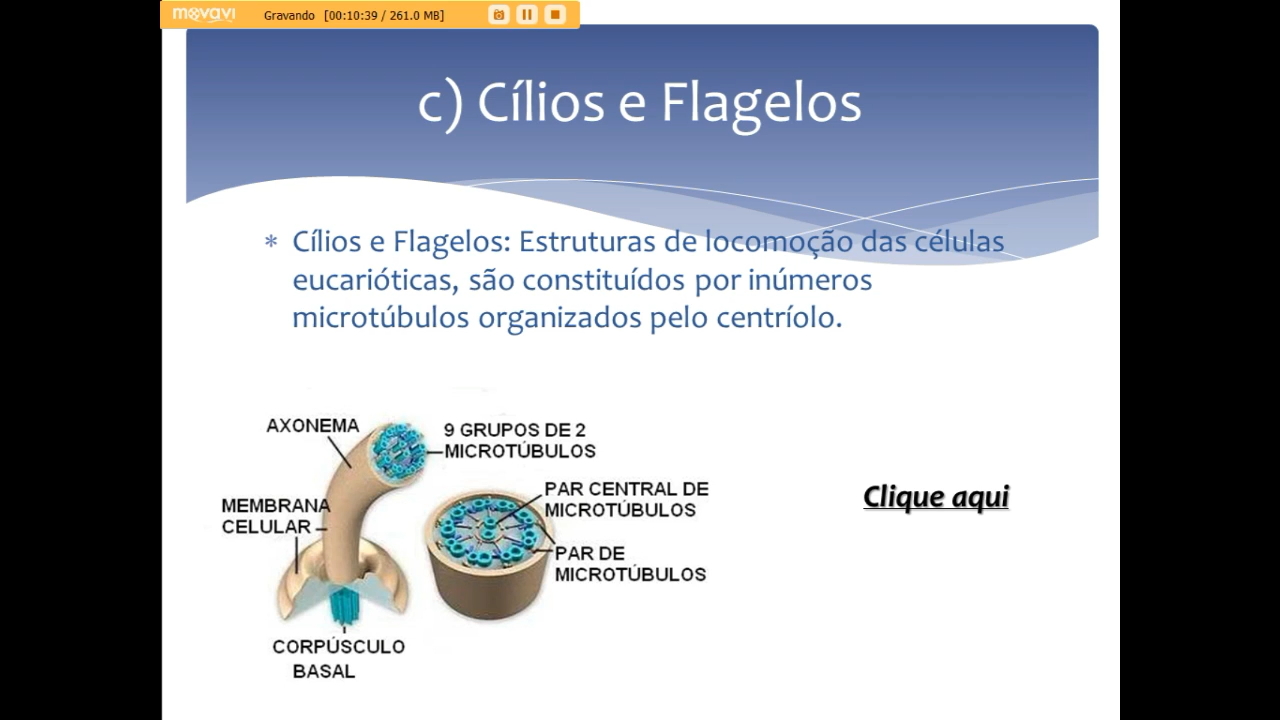 movavi Gravando [00:10:39 / 261.0 MB]
c) Cílios e Flagelos
* Cílios e Flagelos: Estruturas de locomoção das células
eucarióticas, são constituídos por inúmeros
microtúbulos organizados pelo centríolo.
AXONEMA
9 GRUPOS DE 2
MICROTÚBULOS
PAR CENTRAL DE
MICROTÚBULOS
MEMBRANA
CELULAR
PAR DE
MICROTÚBULOS
CORPÚSCULO
BASAL
Clique aqui